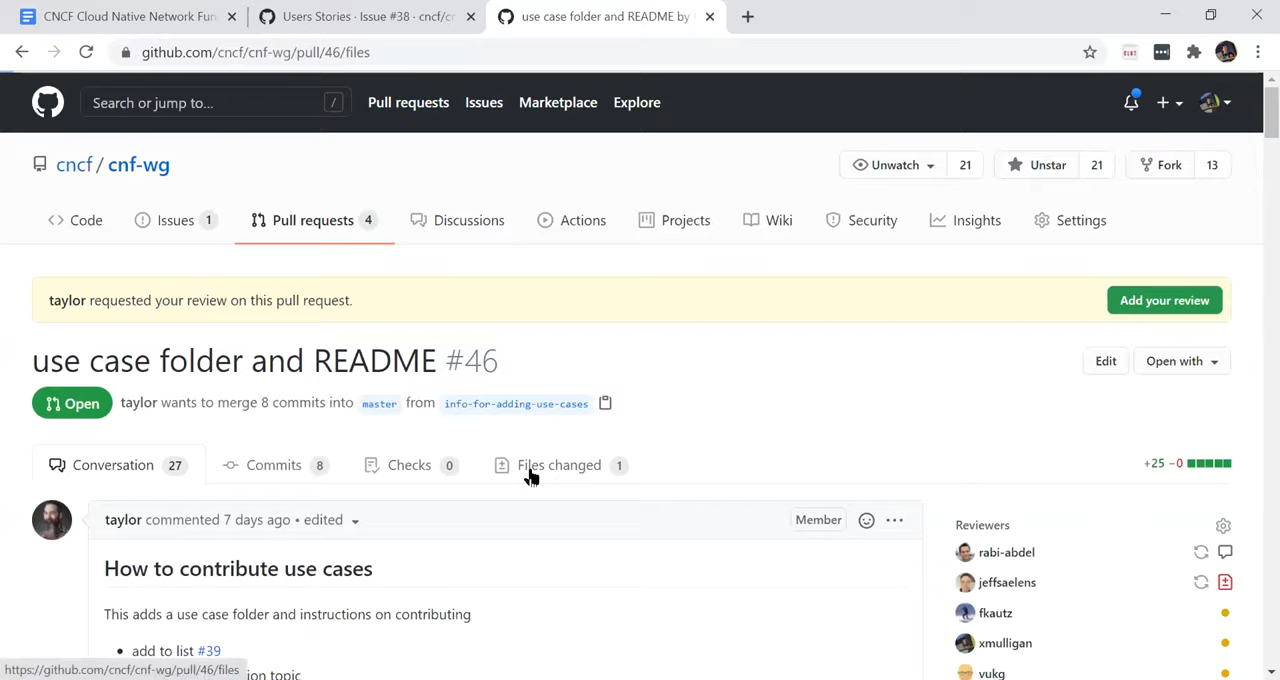 CNCF Cloud Native Network Fun
Users Stories · Issue #38 · cncf/c
use case folder and README by
github.com/cncf/cnf-wg/pull/46/files
Search or jump to...
/
Pull requests
Issues
Marketplace
Explore
cncf / cnf-wg
Unwatch 21
Unstar 21
Fork 13
Code
Issues 1
Pull requests 4
Discussions
Actions
Projects
Wiki
Security
Insights
Settings
taylor requested your review on this pull request.
Add your review
use case folder and README #46
Edit
Open with
Open
taylor wants to merge 8 commits into master from info-for-adding-use-cases
Conversation 27
Commits 8
Checks 0
Files changed 1
+25 −0
taylor commented 7 days ago • edited
Member
How to contribute use cases
This adds a use case folder and instructions on contributing
• add to list #39
ion topic
Reviewers
rabi-abdel
jeffsaelens
fkautz
xmulligan
vukg
https://github.com/cncf/cnf-wg/pull/46/files